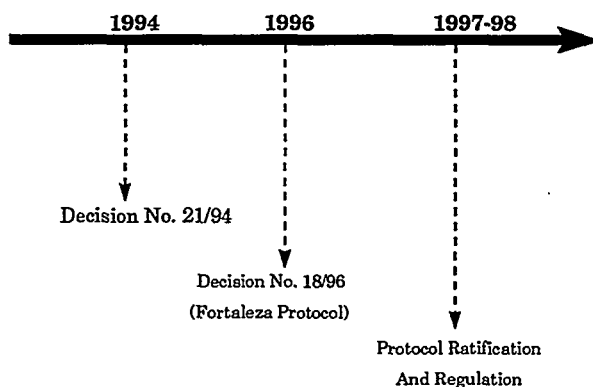 1994 1996 1997-98
Decision No. 21/94
Decision No. 18/96
(Fortaleza Protocol)
Protocol Ratification
And Regulation